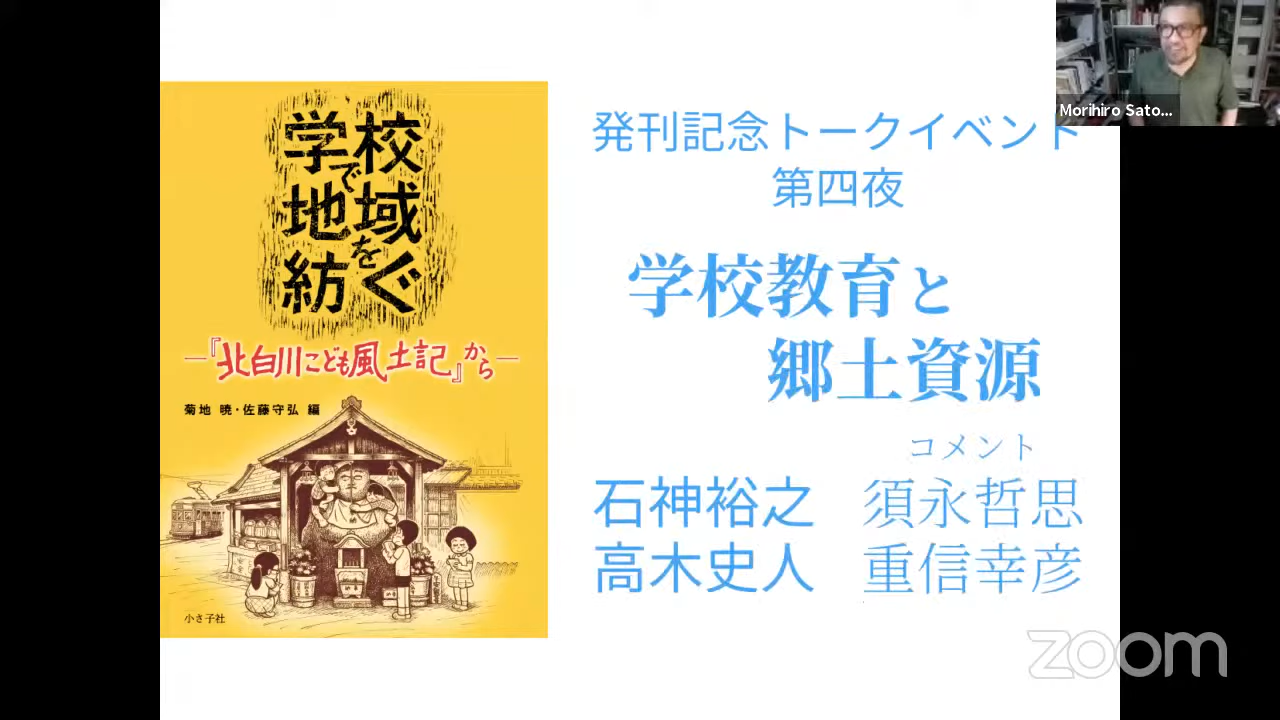 学校で
地域を
紡ぐ
—『北白川こども風土記』から—
菊地 暁・佐藤守弘 編
小さ子社
発刊記念トークイベント
第四夜
学校教育と
郷土資源
コメント
石神裕之 須永哲思
高木史人 重信幸彦
Morihiro Sato...
zoom